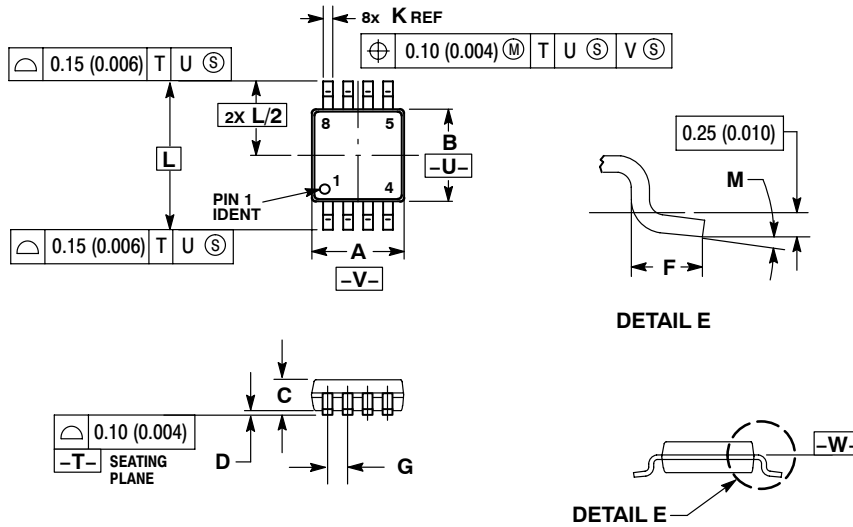 8x K REF
⌓ 0.15 (0.006) T U Ⓢ
⌖ 0.10 (0.004) Ⓜ T U Ⓢ V Ⓢ
2X L/2
8 5
B
–U–
L
PIN 1
IDENT
1 4
⌓ 0.15 (0.006) T U Ⓢ
A
–V–
0.25 (0.010)
M
F
DETAIL E
C
⌓ 0.10 (0.004)
–T– SEATING
PLANE
D
G
–W–
DETAIL E